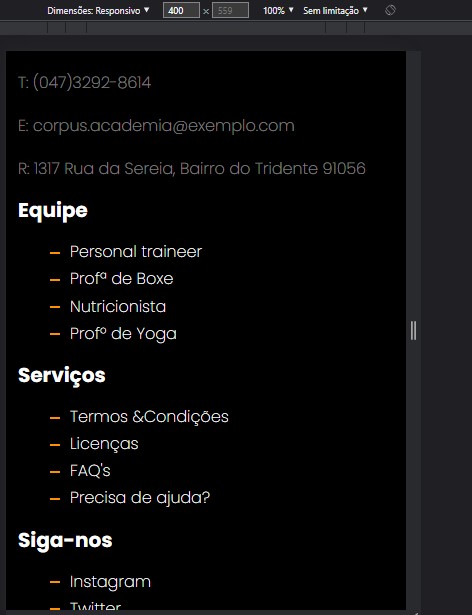 Dimensões: Responsivo ▼ 400 × 559 100% ▼ Sem limitação ▼
T: (047)3292-8614
E: corpus.academia@exemplo.com
R: 1317 Rua da Sereia, Bairro do Tridente 91056
Equipe
– Personal traineer
– Profª de Boxe
– Nutricionista
– Profº de Yoga
Serviços
– Termos &Condições
– Licenças
– FAQ's
– Precisa de ajuda?
Siga-nos
– Instagram
– Twitter